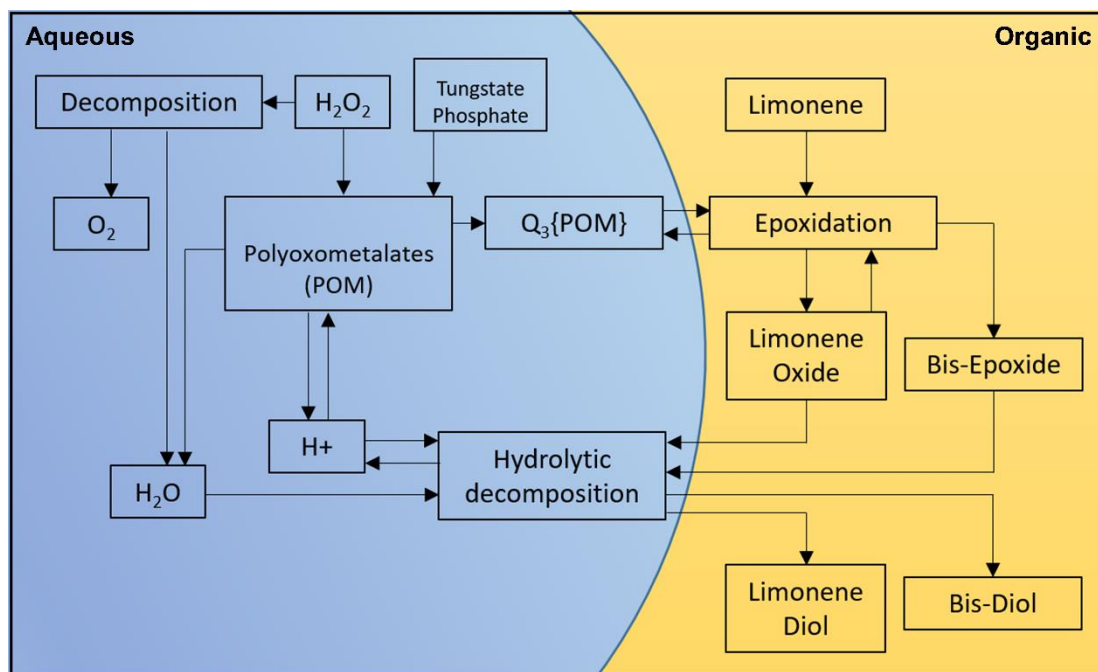 Aqueous
Organic
Decomposition
H₂O₂
Tungstate
Phosphate
Limonene
O₂
Polyoxometalates
(POM)
Q₃{POM}
Epoxidation
Limonene
Oxide
Bis-Epoxide
H+
H₂O
Hydrolytic
decomposition
Limonene
Diol
Bis-Diol